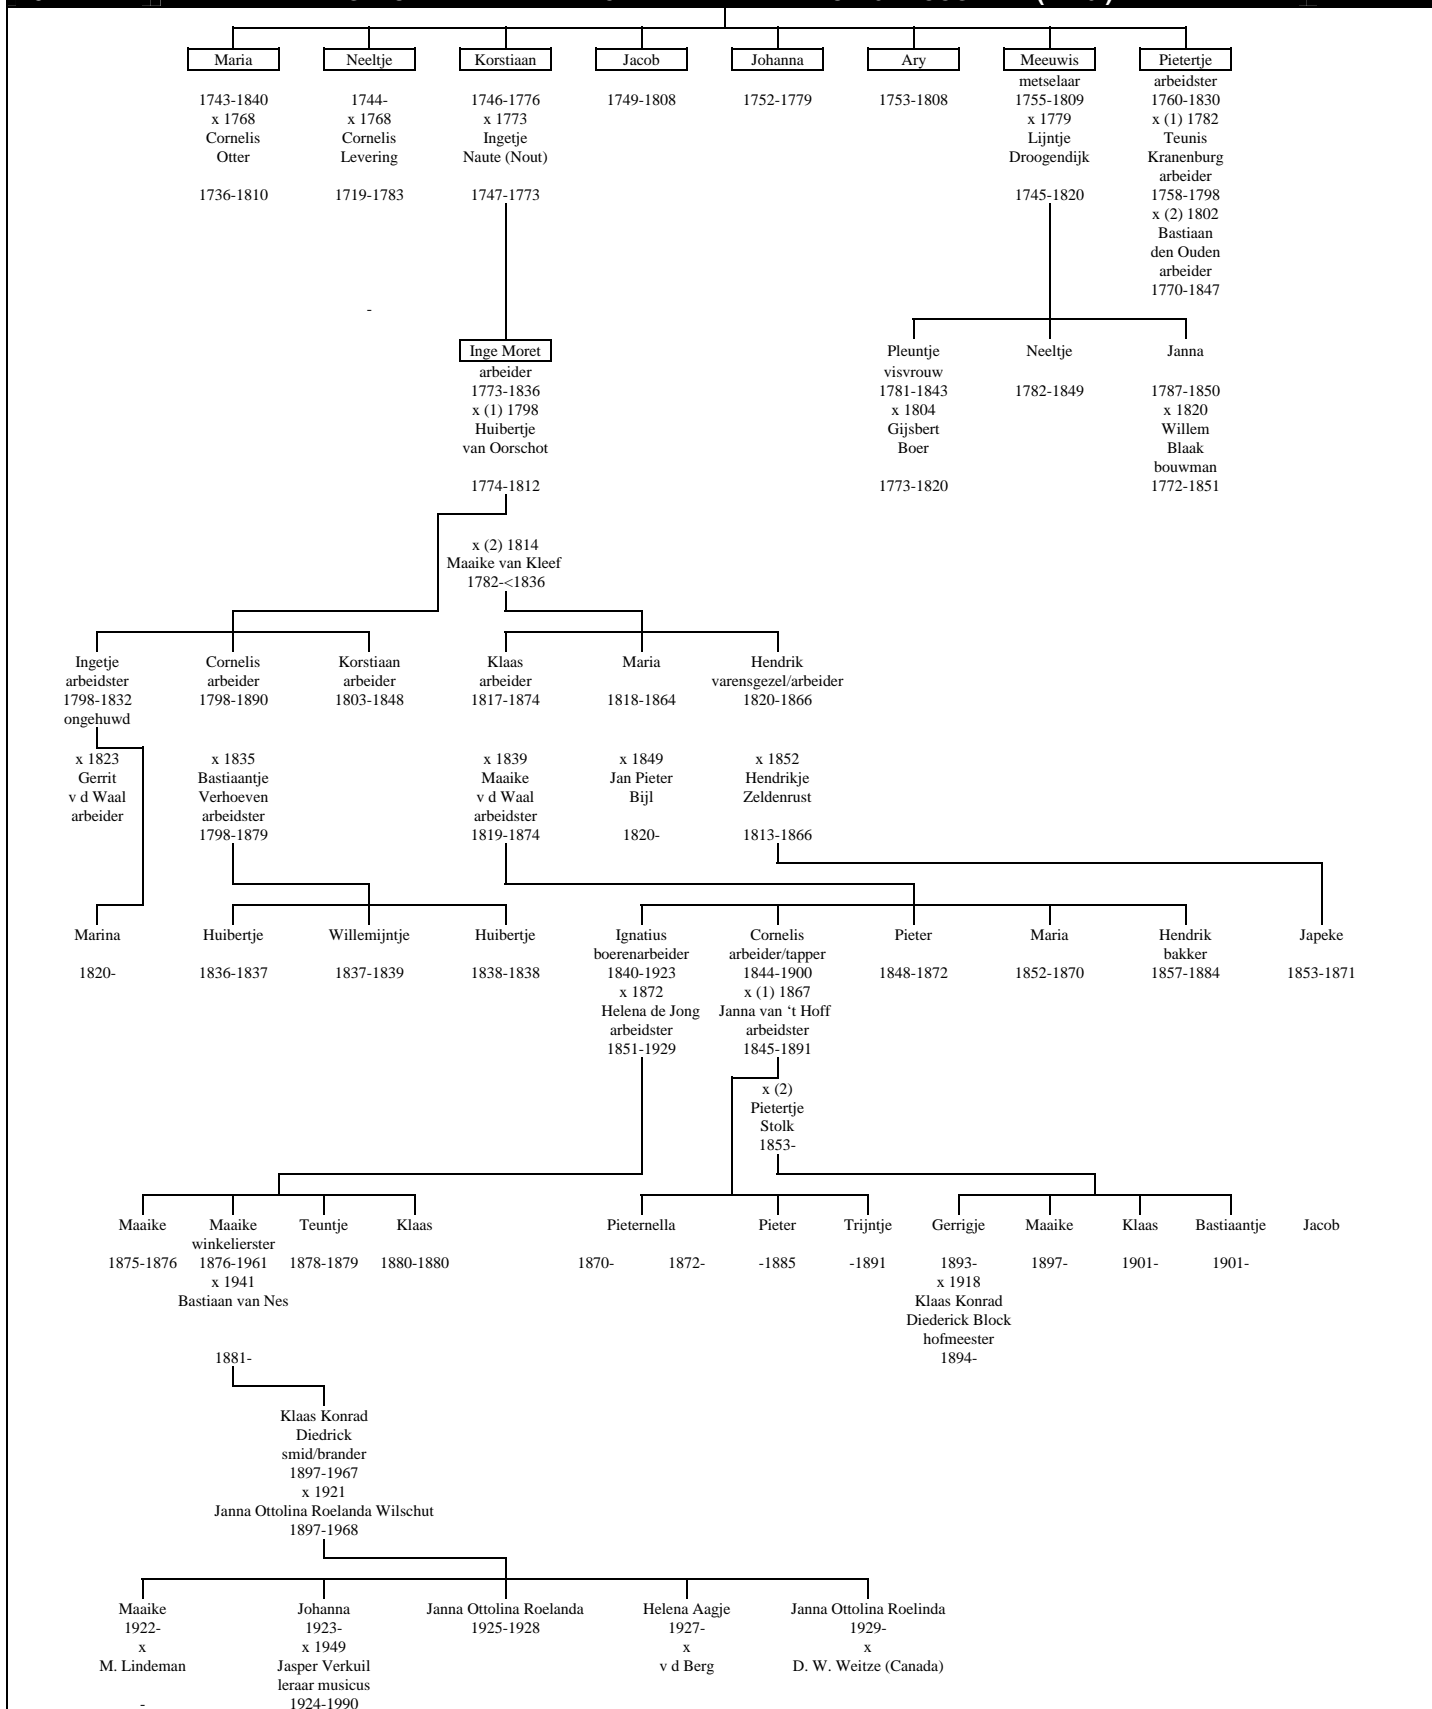 Maria Neeltje Korstiaan Jacob Johanna Ary Meeuwis Pietertje
metselaar arbeidster
1743-1840 1744- 1746-1776 1749-1808 1752-1779 1753-1808 1755-1809 1760-1830
x 1768 x 1768 x 1773 x 1779 x (1) 1782
Cornelis Cornelis Ingetje Lijntje Teunis
Otter Levering Naute (Nout) Droogendijk Kranenburg
arbeider
1736-1810 1719-1783 1747-1773 1745-1820 1758-1798
x (2) 1802
Bastiaan
den Ouden
arbeider
1770-1847
-
Inge Moret Pleuntje Neeltje Janna
arbeider visvrouw
1773-1836 1781-1843 1782-1849 1787-1850
x (1) 1798 x 1804 x 1820
Huibertje Gijsbert Willem
van Oorschot Boer Blaak
bouwman
1774-1812 1773-1820 1772-1851
x (2) 1814
Maaike van Kleef
1782-<1836
Ingetje Cornelis Korstiaan Klaas Maria Hendrik
arbeidster arbeider arbeider arbeider varensgezel/arbeider
1798-1832 1798-1890 1803-1848 1817-1874 1818-1864 1820-1866
ongehuwd
x 1823 x 1835 x 1839 x 1849 x 1852
Gerrit Bastiaantje Maaike Jan Pieter Hendrikje
v d Waal Verhoeven v d Waal Bijl Zeldenrust
arbeider arbeidster arbeidster
1798-1879 1819-1874 1820- 1813-1866
Marina Huibertje Willemijntje Huibertje Ignatius Cornelis Pieter Maria Hendrik Japeke
boerenarbeider arbeider/tapper bakker
1820- 1836-1837 1837-1839 1838-1838 1840-1923 1844-1900 1848-1872 1852-1870 1857-1884 1853-1871
x 1872 x (1) 1867
Helena de Jong Janna van ‘t Hoff
arbeidster arbeidster
1851-1929 1845-1891
x (2)
Pietertje
Stolk
1853-
Maaike Maaike Teuntje Klaas Pieternella Pieter Trijntje Gerrigje Maaike Klaas Bastiaantje Jacob
winkelierster
1875-1876 1876-1961 1878-1879 1880-1880 1870- 1872- -1885 -1891 1893- 1897- 1901- 1901-
x 1941 x 1918
Bastiaan van Nes Klaas Konrad
Diederick Block
hofmeester
1881- 1894-
Klaas Konrad
Diedrick
smid/brander
1897-1967
x 1921
Janna Ottolina Roelanda Wilschut
1897-1968
Maaike Johanna Janna Ottolina Roelanda Helena Aagje Janna Ottolina Roelinda
1922- 1923- 1925-1928 1927- 1929-
x x 1949 x x
M. Lindeman Jasper Verkuil v d Berg D. W. Weitze (Canada)
leraar musicus
- 1924-1990